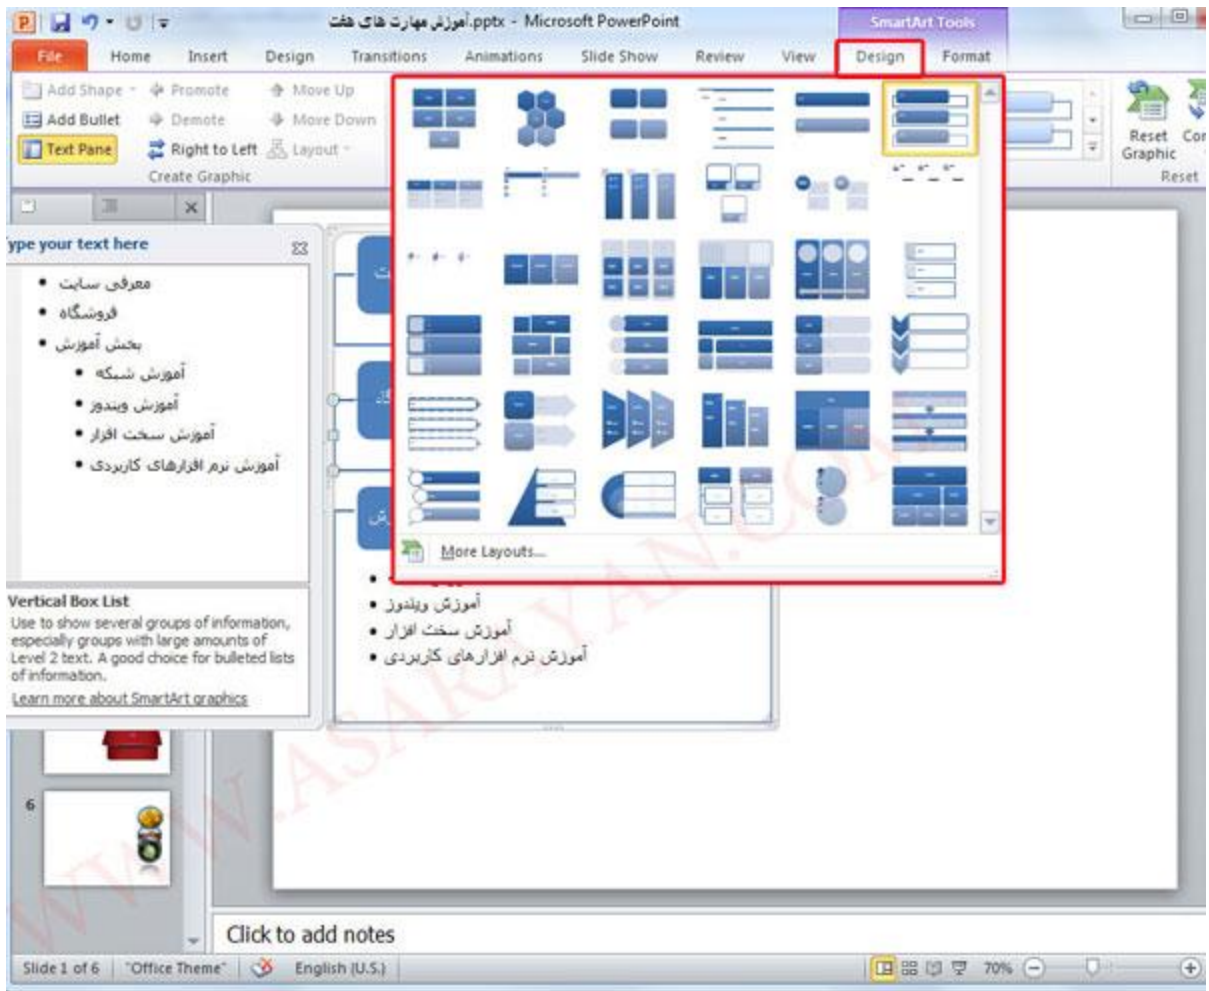 آموزش مهارت های هفت.pptx - Microsoft PowerPoint
SmartArt Tools
File Home Insert Design Transitions Animations Slide Show Review View Design Format
Add Shape Promote Move Up
Add Bullet Demote Move Down
Text Pane Right to Left Layout
Create Graphic
Reset Graphic
Reset
Type your text here
معرفی سایت
فروشگاه
بخش آموزش
آموزش شبکه
آموزش ویندوز
آموزش سخت افزار
آموزش نرم افزارهای کاربردی
Vertical Box List
Use to show several groups of information,
especially groups with large amounts of
Level 2 text. A good choice for bulleted lists
of information.
Learn more about SmartArt graphics
More Layouts...
آموزش ویندوز
آموزش سخت افزار
آموزش نرم افزارهای کاربردی
WWW.ASARAYAN.COM
6
Click to add notes
Slide 1 of 6 "Office Theme" English (U.S.) 70%